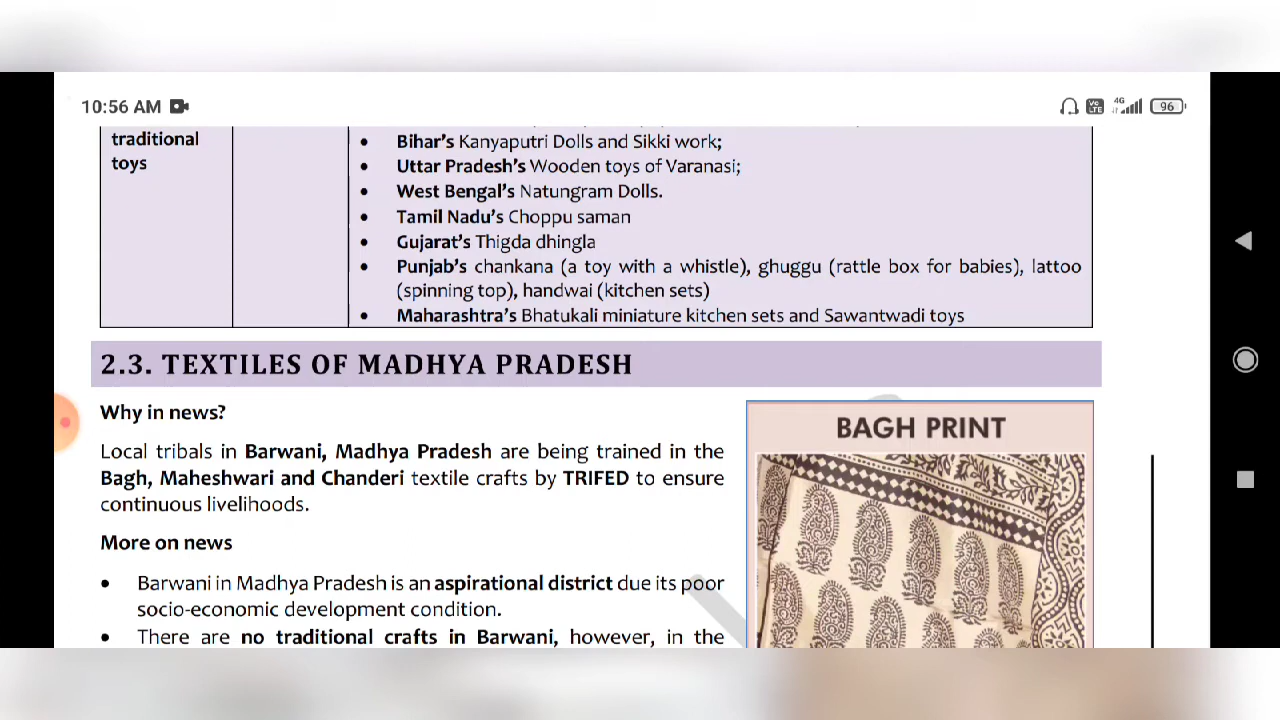 10:56 AM
4G
Vo
LTE
96
traditional
toys
• Bihar's Kanyaputri Dolls and Sikki work;
• Uttar Pradesh's Wooden toys of Varanasi;
• West Bengal's Natungram Dolls.
• Tamil Nadu's Choppu saman
• Gujarat's Thigda dhingla
• Punjab's chankana (a toy with a whistle), ghuggu (rattle box for babies), lattoo
(spinning top), handwai (kitchen sets)
• Maharashtra's Bhatukali miniature kitchen sets and Sawantwadi toys
2.3. TEXTILES OF MADHYA PRADESH
Why in news?
Local tribals in Barwani, Madhya Pradesh are being trained in the
Bagh, Maheshwari and Chanderi textile crafts by TRIFED to ensure
continuous livelihoods.
More on news
• Barwani in Madhya Pradesh is an aspirational district due its poor
socio-economic development condition.
• There are no traditional crafts in Barwani, however, in the
BAGH PRINT